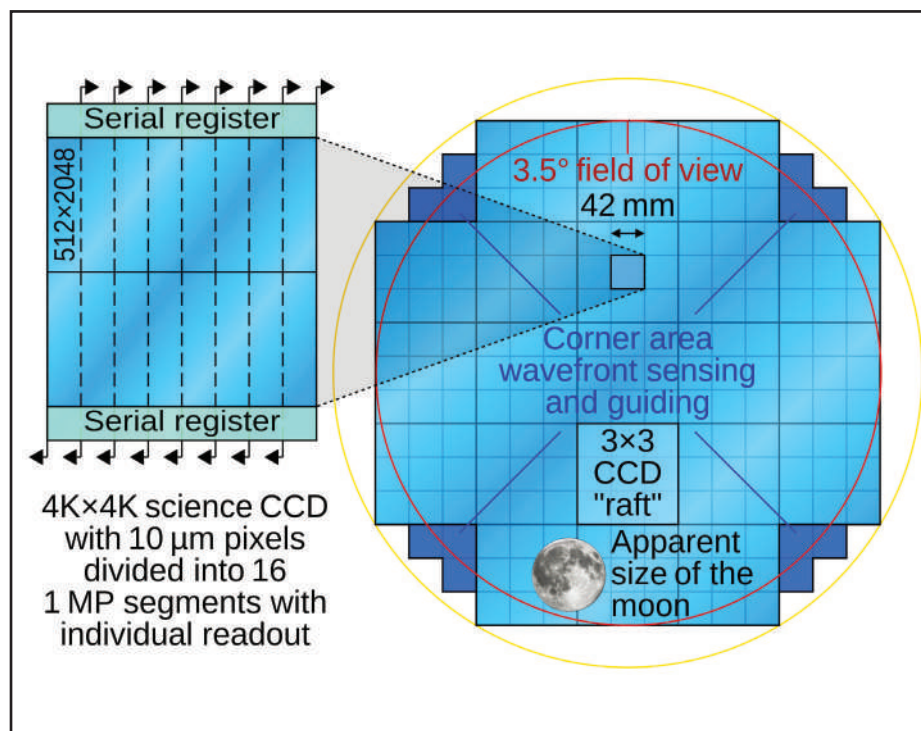 Serial register
512×2048
Serial register
4K×4K science CCD
with 10 µm pixels
divided into 16
1 MP segments with
individual readout
3.5° field of view
42 mm
Corner area
wavefront sensing
and guiding
3×3
CCD
"raft"
Apparent
size of the
moon